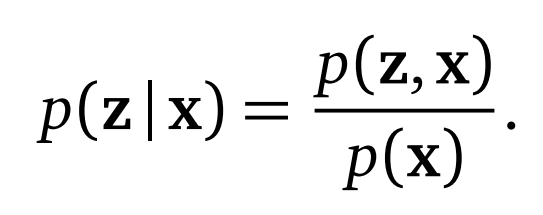 p(z | x) = p(z, x) / p(x) .